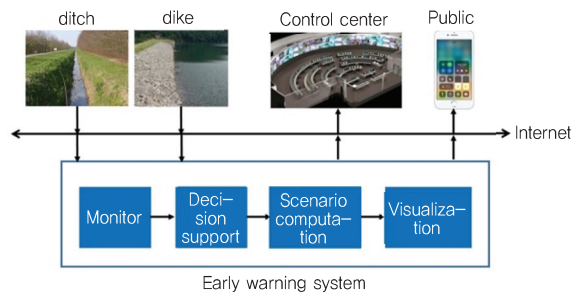 ditch
dike
Control center
Public
Internet
Monitor
Deci-
sion
support
Scenario
computa-
tion
Visualiza-
tion
Early warning system